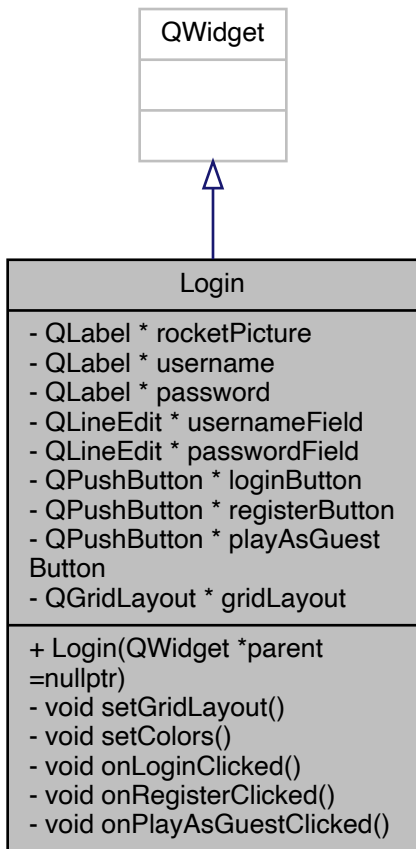 QWidget
Login
- QLabel * rocketPicture
- QLabel * username
- QLabel * password
- QLineEdit * usernameField
- QLineEdit * passwordField
- QPushButton * loginButton
- QPushButton * registerButton
- QPushButton * playAsGuest
Button
- QGridLayout * gridLayout
+ Login(QWidget *parent
=nullptr)
- void setGridLayout()
- void setColors()
- void onLoginClicked()
- void onRegisterClicked()
- void onPlayAsGuestClicked()